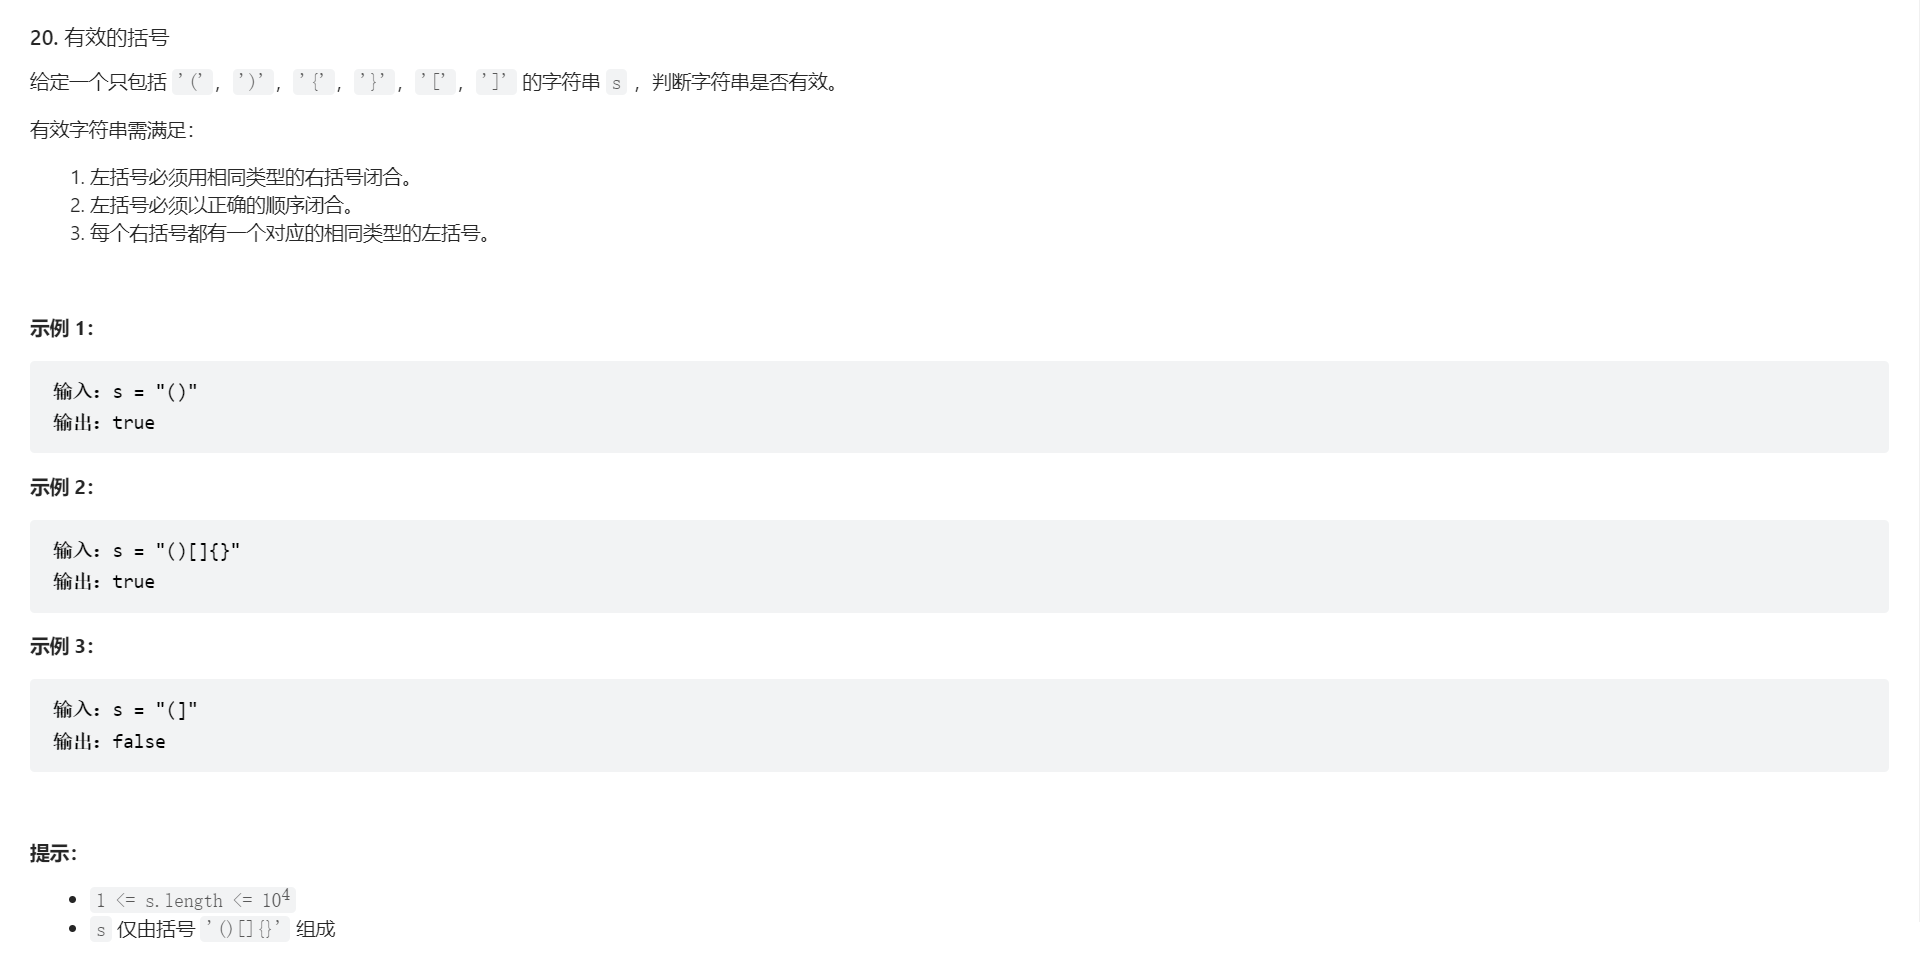 20. 有效的括号
给定一个只包括 '('，')'，'{'，'}'，'['，']' 的字符串 s ，判断字符串是否有效。
有效字符串需满足：
1. 左括号必须用相同类型的右括号闭合。
2. 左括号必须以正确的顺序闭合。
3. 每个右括号都有一个对应的相同类型的左括号。
示例 1：
输入：s = "()"
输出：true
示例 2：
输入：s = "()[]{}"
输出：true
示例 3：
输入：s = "(]"
输出：false
提示：
• 1 <= s.length <= 10⁴
• s 仅由括号 '()[]{}' 组成